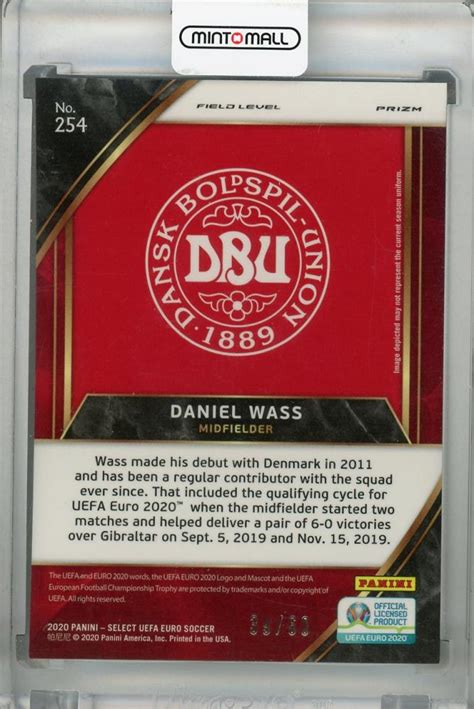 MINTOMALL
No.
254
FIELD LEVEL
PRIZM
DANSK BOLDSPIL-UNION
DBU
· 1889 ·
Image depicted may not represent the current season uniform.
DANIEL WASS
MIDFIELDER
Wass made his debut with Denmark in 2011
and has been a regular contributor with the squad
ever since. That included the qualifying cycle for
UEFA Euro 2020™ when the midfielder started two
matches and helped deliver a pair of 6-0 victories
over Gibraltar on Sept. 5, 2019 and Nov. 15, 2019.
The UEFA and EURO 2020 words, the UEFA EURO 2020 Logo and Mascot and the UEFA
European Football Championship Trophy are protected by trademarks and/or copyright of
UEFA. All rights reserved.
PANINI
OFFICIAL
LICENSED
PRODUCT
UEFA EURO 2020™
2020 PANINI – SELECT UEFA EURO SOCCER
帕尼尼 © 2020 Panini America, Inc. Printed in the USA.